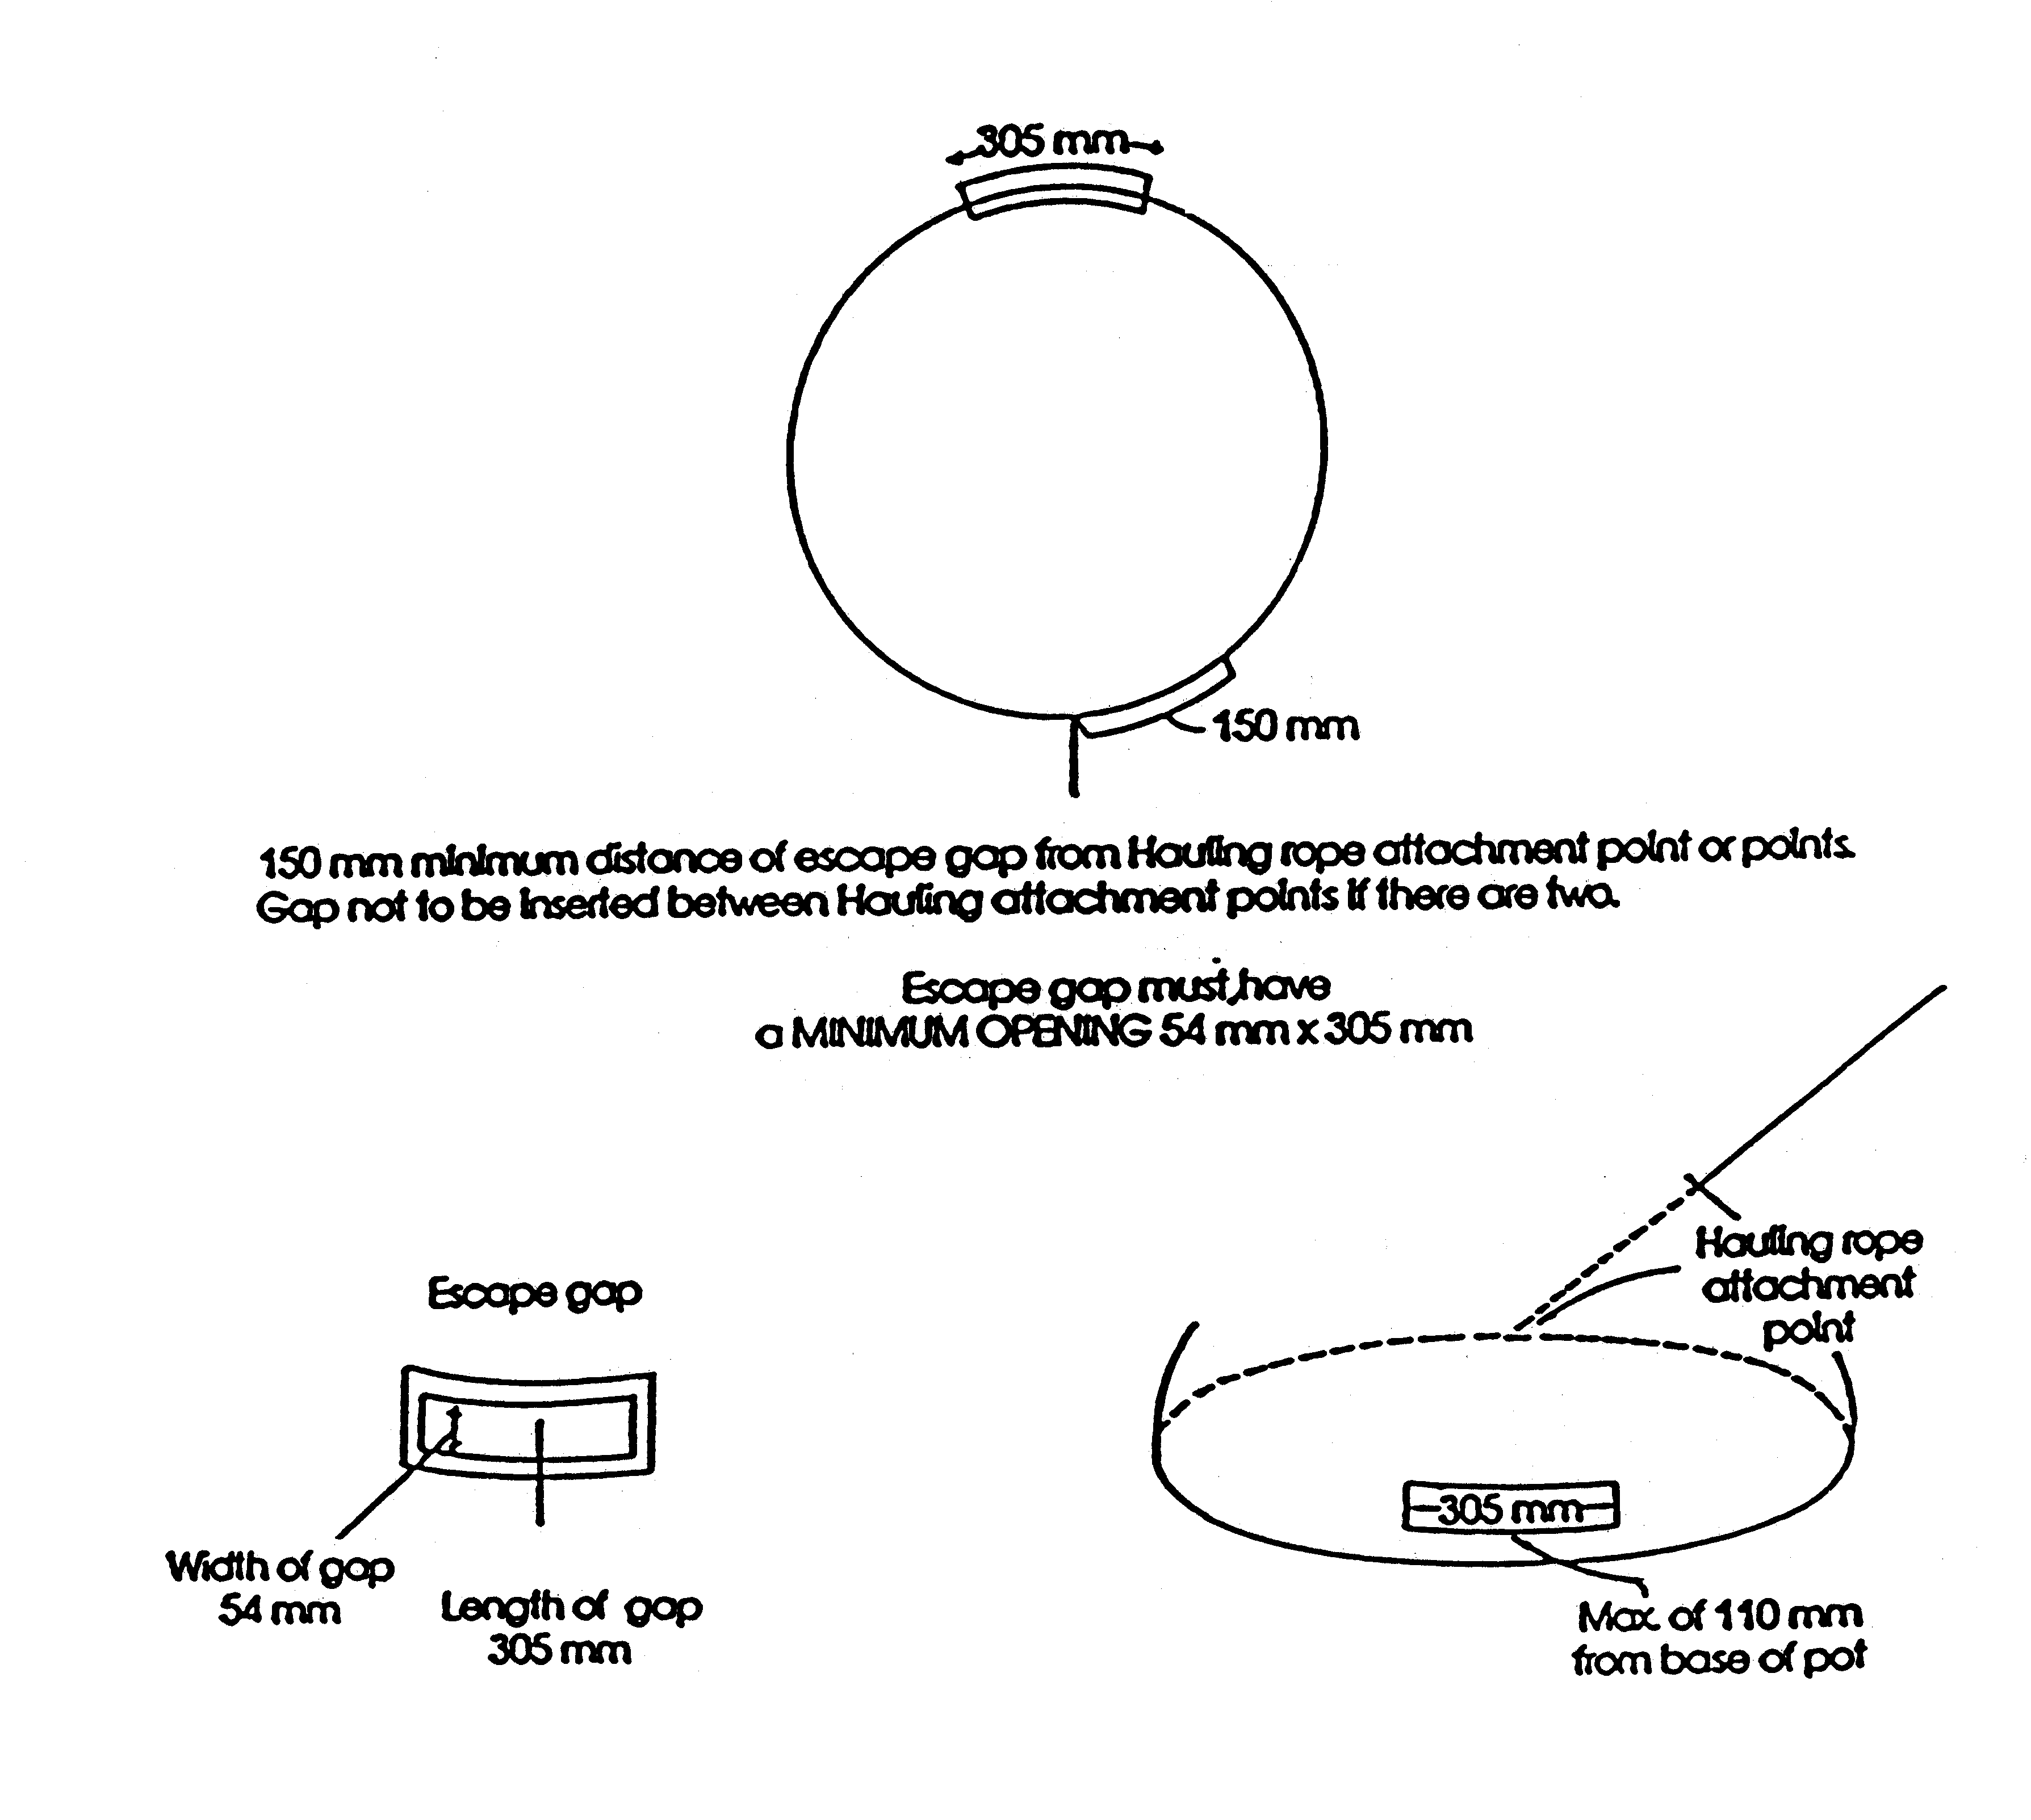 305 mm
150 mm
150 mm minimum distance of escape gap from Hauling rope attachment point or points.
Gap not to be inserted between Hauling attachment points if there are two.
Escape gap must have
a MINIMUM OPENING 54 mm x 305 mm
Hauling rope
attachment
point
Escape gap
305 mm
Width of gap
54 mm
Length of gap
305 mm
Max. of 110 mm
from base of pot